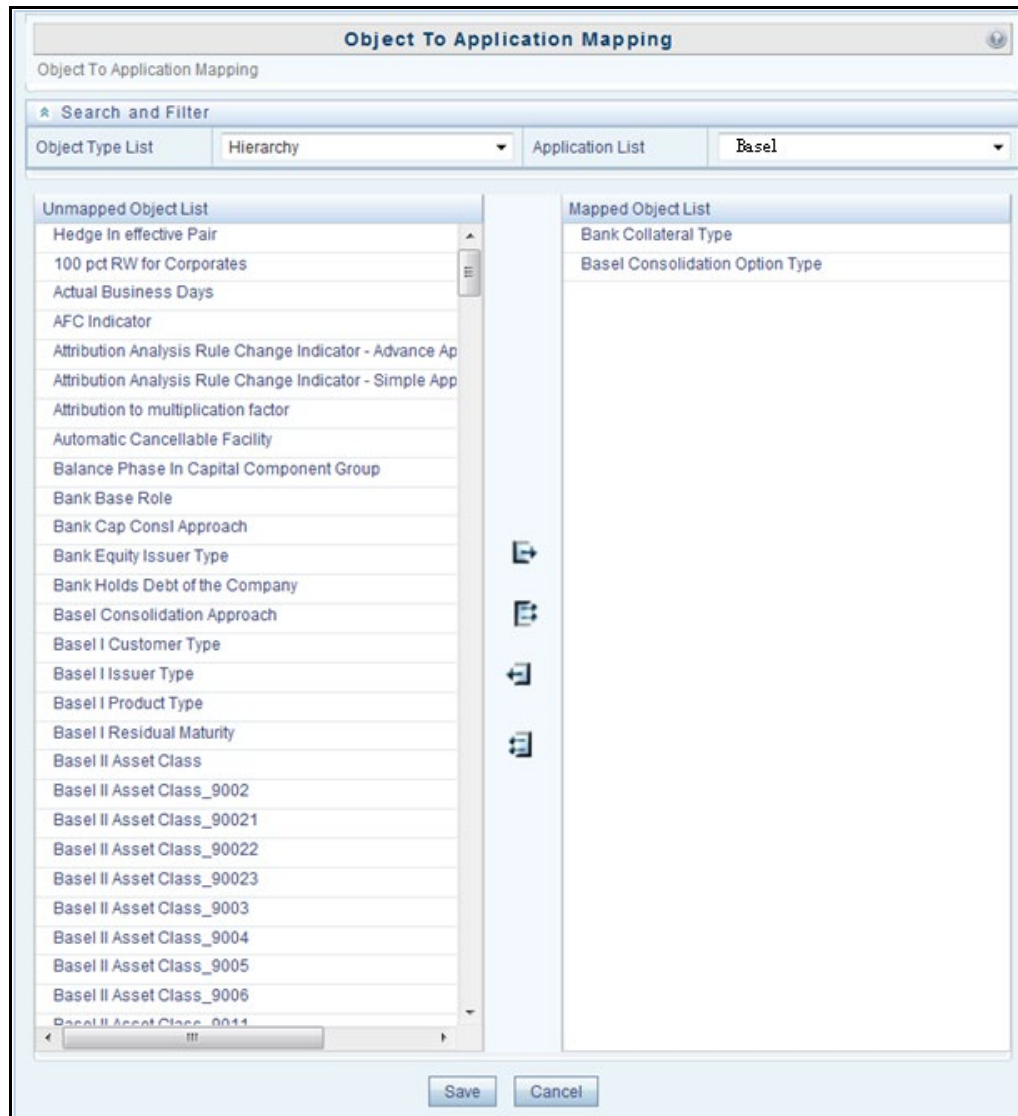 Object To Application Mapping
Object To Application Mapping
Search and Filter
Object Type List Hierarchy Application List Basel
Unmapped Object List
Hedge In effective Pair
100 pct RW for Corporates
Actual Business Days
AFC Indicator
Attribution Analysis Rule Change Indicator - Advance Ap
Attribution Analysis Rule Change Indicator - Simple App
Attribution to multiplication factor
Automatic Cancellable Facility
Balance Phase In Capital Component Group
Bank Base Role
Bank Cap Consl Approach
Bank Equity Issuer Type
Bank Holds Debt of the Company
Basel Consolidation Approach
Basel I Customer Type
Basel I Issuer Type
Basel I Product Type
Basel I Residual Maturity
Basel II Asset Class
Basel II Asset Class_9002
Basel II Asset Class_90021
Basel II Asset Class_90022
Basel II Asset Class_90023
Basel II Asset Class_9003
Basel II Asset Class_9004
Basel II Asset Class_9005
Basel II Asset Class_9006
Basel II Asset Class_9011
Mapped Object List
Bank Collateral Type
Basel Consolidation Option Type
Save Cancel